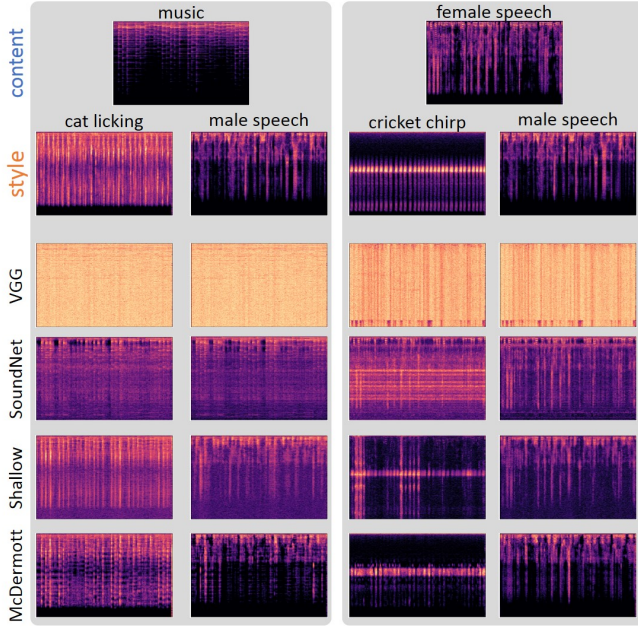 music
female speech
content
cat licking
male speech
cricket chirp
male speech
style
VGG
SoundNet
Shallow
McDermott